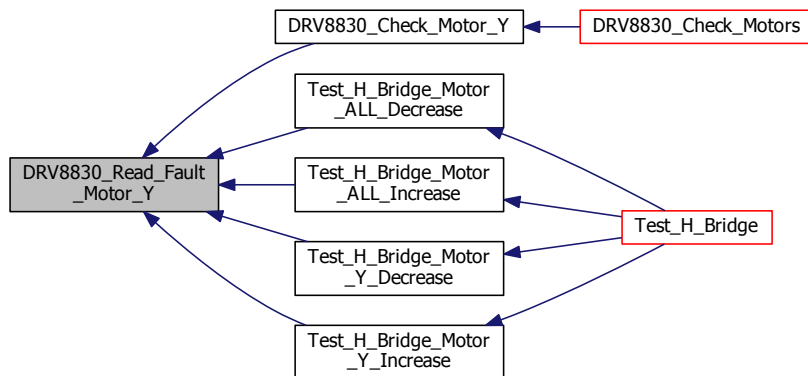 DRV8830_Check_Motor_Y
DRV8830_Check_Motors
Test_H_Bridge_Motor
_ALL_Decrease
DRV8830_Read_Fault
_Motor_Y
Test_H_Bridge_Motor
_ALL_Increase
Test_H_Bridge
Test_H_Bridge_Motor
_Y_Decrease
Test_H_Bridge_Motor
_Y_Increase